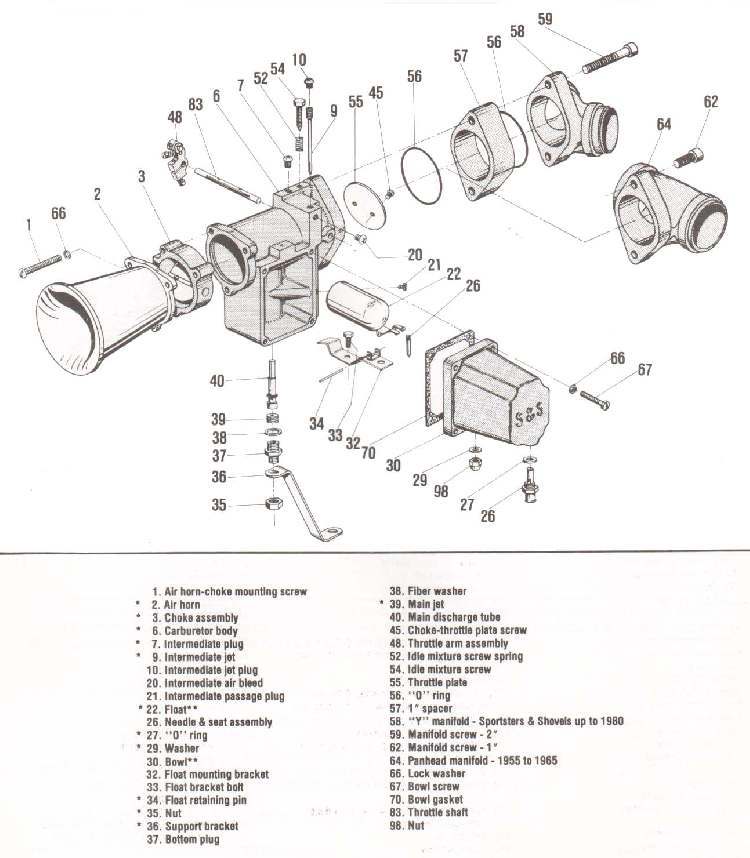 59
58
10
56
54
57
52
7
6
56
55
45
9
83
48
62
64
3
2
66
1
20
21
22
26
66
67
40
34
33
32
70
30
39
38
37
36
35
29
98
27
26
S & S
1. Air horn-choke mounting screw
* 2. Air horn
* 3. Choke assembly
* 6. Carburetor body
* 7. Intermediate plug
* 9. Intermediate jet
10. Intermediate jet plug
20. Intermediate air bleed
21. Intermediate passage plug
* 22. Float**
26. Needle & seat assembly
* 27. "O" ring
* 29. Washer
30. Bowl**
32. Float mounting bracket
33. Float bracket bolt
* 34. Float retaining pin
* 35. Nut
* 36. Support bracket
37. Bottom plug
38. Fiber washer
* 39. Main jet
40. Main discharge tube
45. Choke-throttle plate screw
48. Throttle arm assembly
52. Idle mixture screw spring
54. Idle mixture screw
55. Throttle plate
56. "O" ring
57. 1" spacer
58. "Y" manifold - Sportsters & Shovels up to 1980
59. Manifold screw - 2"
62. Manifold screw - 1"
64. Panhead manifold - 1955 to 1965
66. Lock washer
67. Bowl screw
70. Bowl gasket
83. Throttle shaft
98. Nut